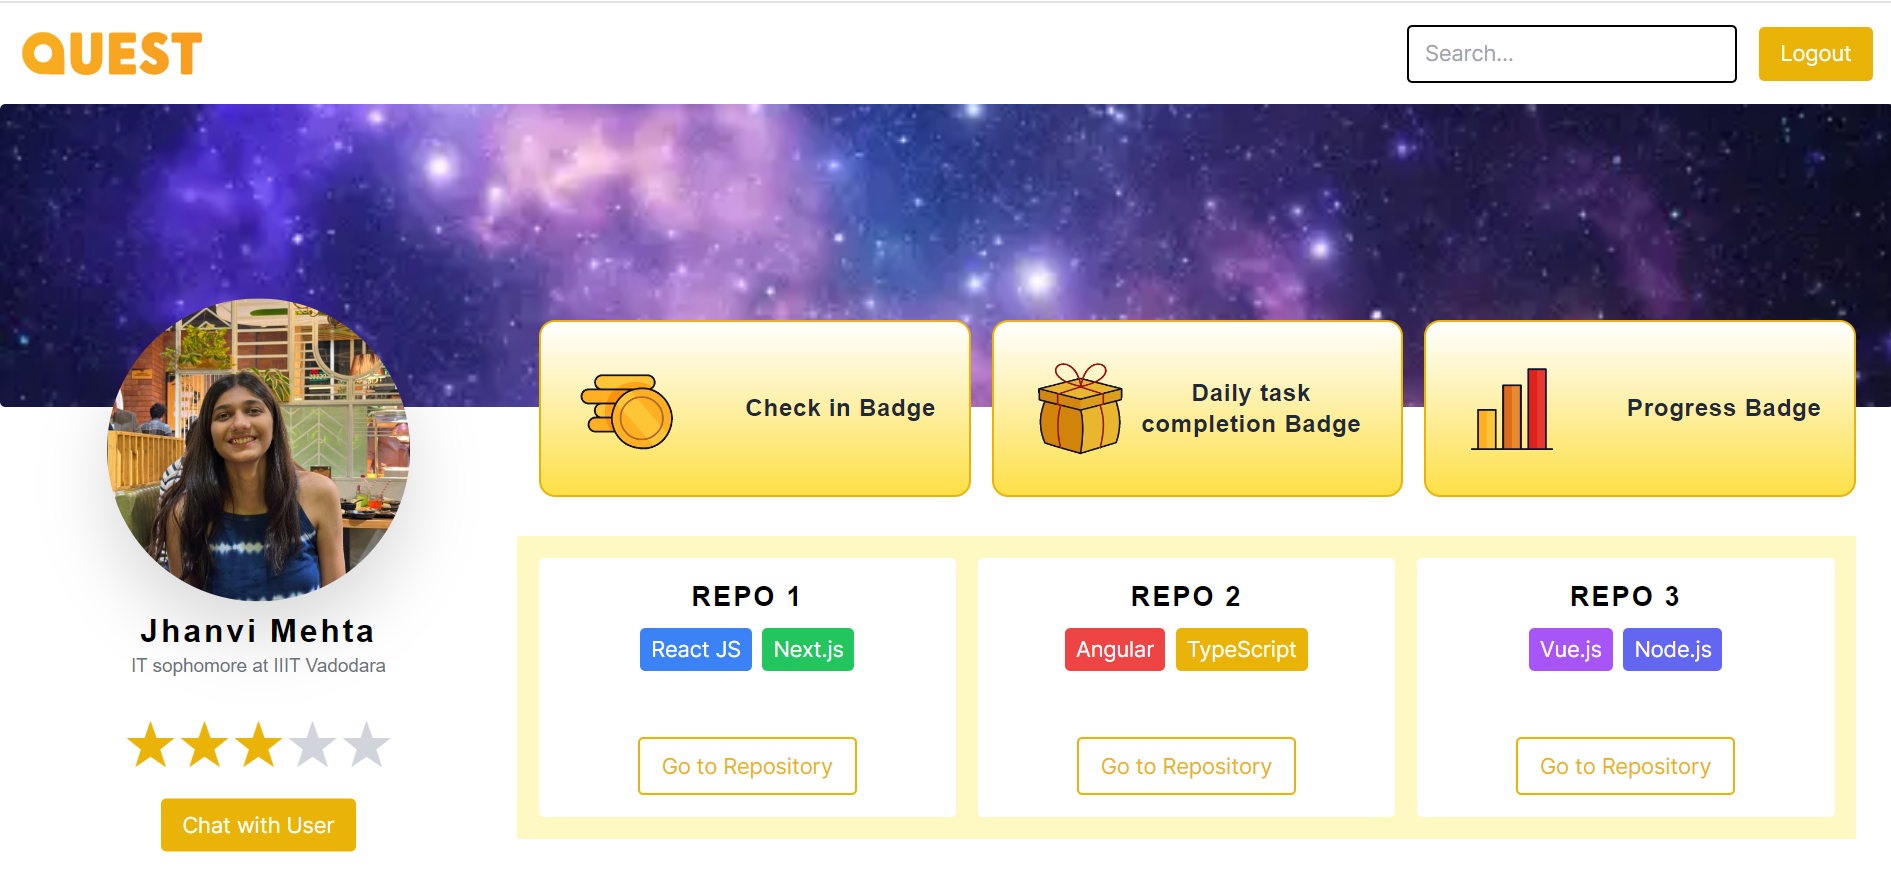 QUEST
Search...
Logout
Check in Badge
Daily task
completion Badge
Progress Badge
Jhanvi Mehta
IT sophomore at IIIT Vadodara
Chat with User
REPO 1
React JS Next.js
Go to Repository
REPO 2
Angular TypeScript
Go to Repository
REPO 3
Vue.js Node.js
Go to Repository